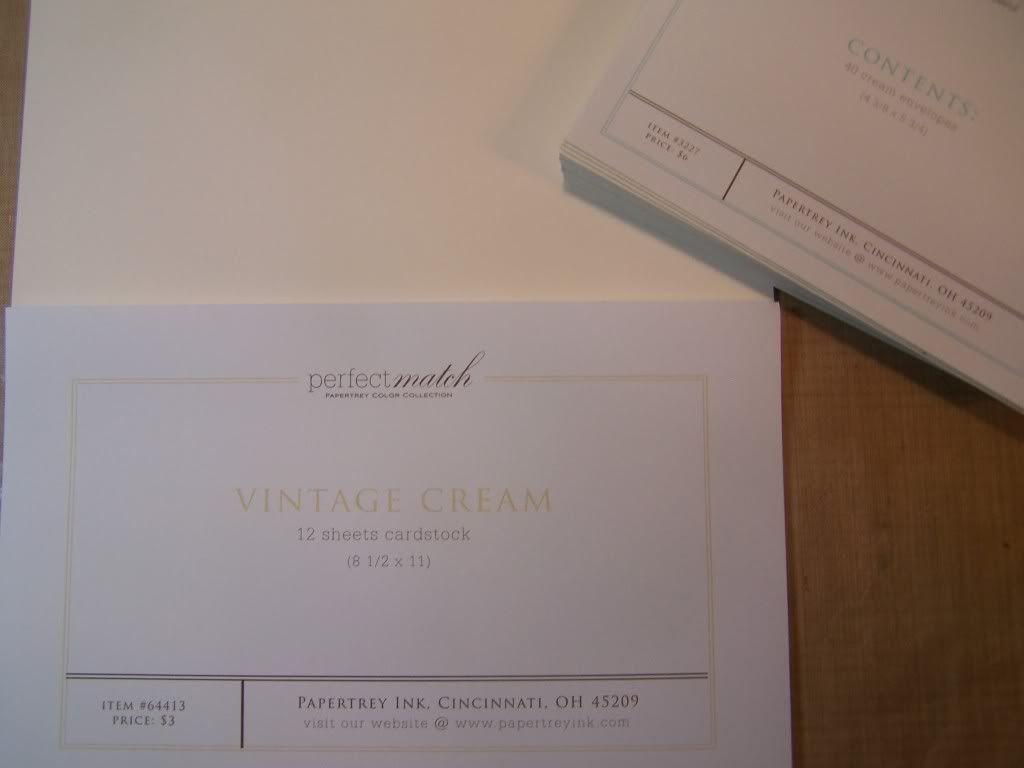 CONTENTS:
40 cream envelopes
(4 3/8 x 5 3/4)
ITEM #3227
PRICE: $6
PAPERTREY INK, CINCINNATI, OH 45209
visit our website @ www.papertreyink.com
perfect match
PAPERTREY COLOR COLLECTION
VINTAGE CREAM
12 sheets cardstock
(8 1/2 x 11)
ITEM #64413
PRICE: $3
PAPERTREY INK, CINCINNATI, OH 45209
visit our website @ www.papertreyink.com